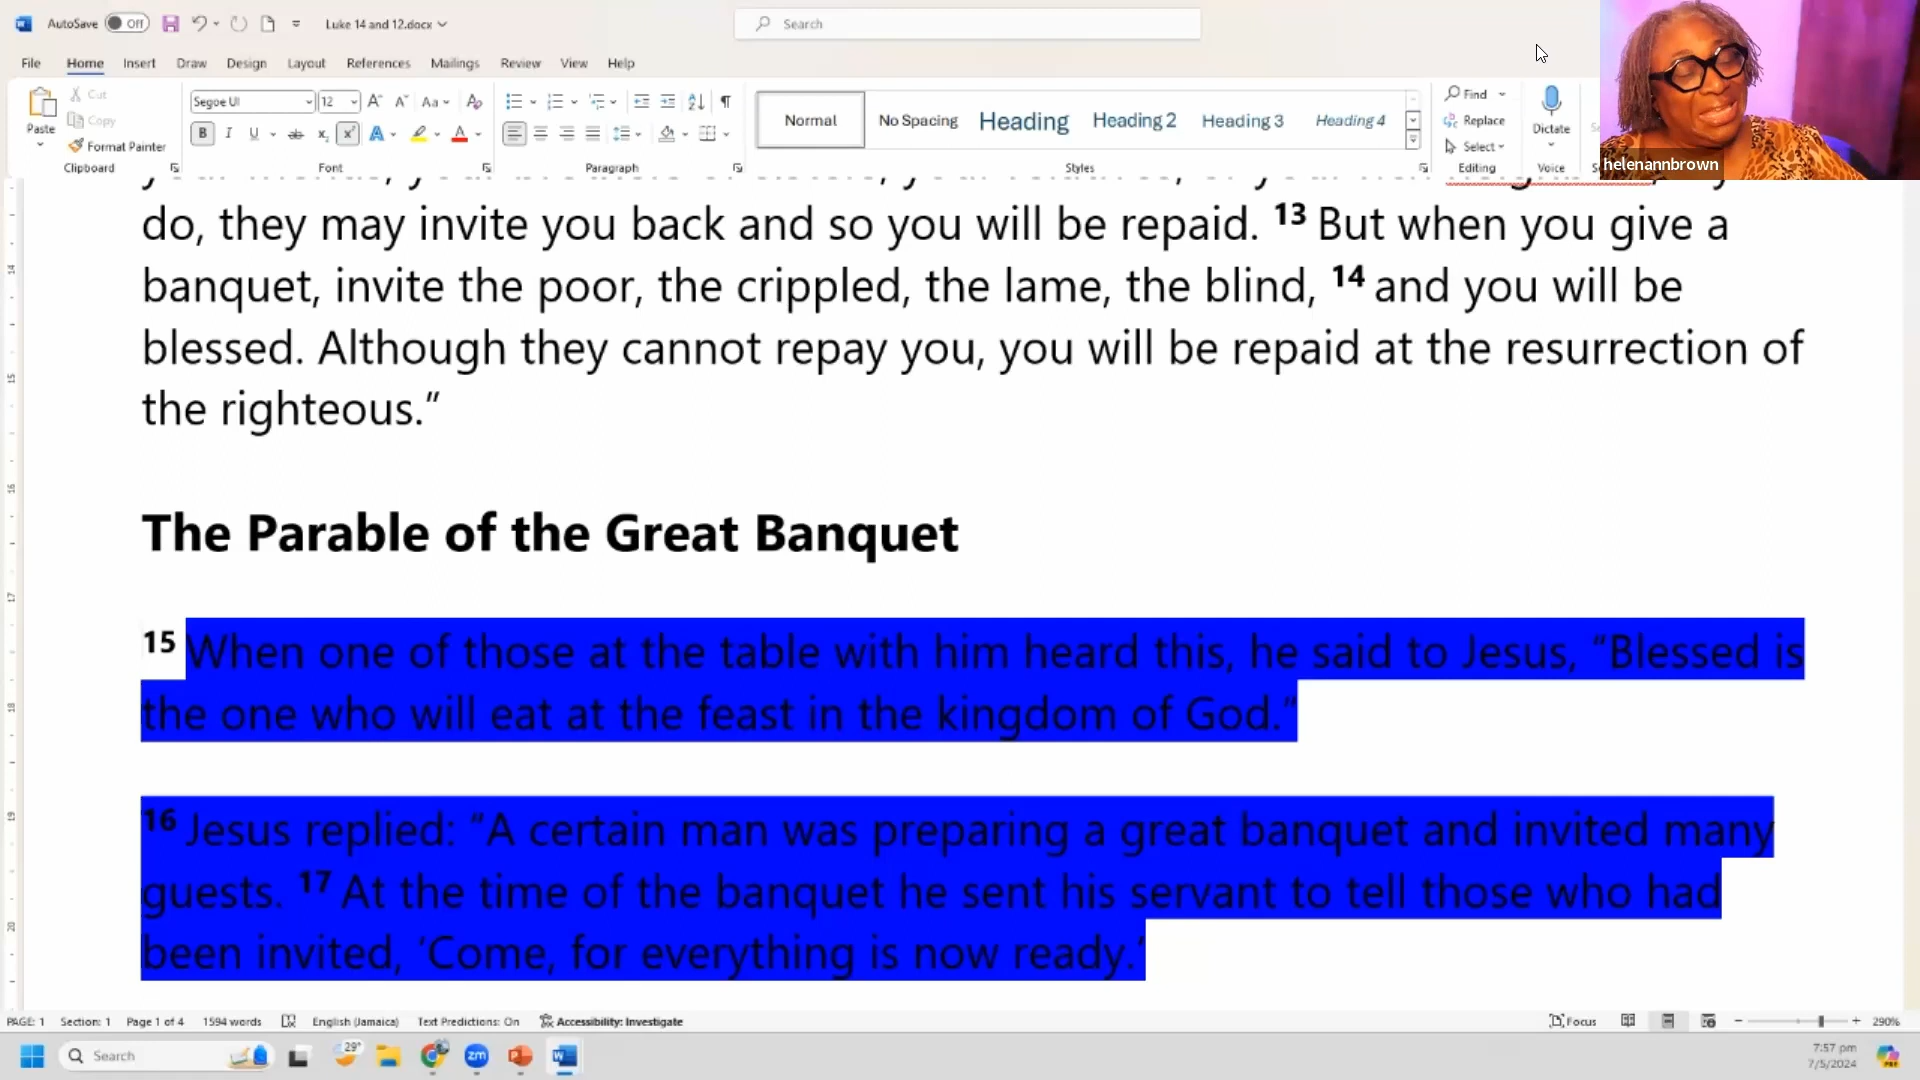 AutoSave Off Luke 14 and 12.docx Search
File Home Insert Draw Design Layout References Mailings Review View Help
Paste Cut Copy Format Painter Clipboard
Segoe UI 12 Font
Paragraph
Normal No Spacing Heading Heading 2 Heading 3 Heading 4 Styles
Find Replace Select Editing
Dictate Voice
helenannbrown
do, they may invite you back and so you will be repaid. 13 But when you give a
banquet, invite the poor, the crippled, the lame, the blind, 14 and you will be
blessed. Although they cannot repay you, you will be repaid at the resurrection of
the righteous.”
The Parable of the Great Banquet
15 When one of those at the table with him heard this, he said to Jesus, “Blessed is
the one who will eat at the feast in the kingdom of God.”
16 Jesus replied: “A certain man was preparing a great banquet and invited many
guests. 17 At the time of the banquet he sent his servant to tell those who had
been invited, ‘Come, for everything is now ready.’
PAGE: 1 Section: 1 Page 1 of 4 1594 words English (Jamaica) Text Predictions: On Accessibility: Investigate Focus 290%
Search 29° zm 7:57 pm
7/5/2024